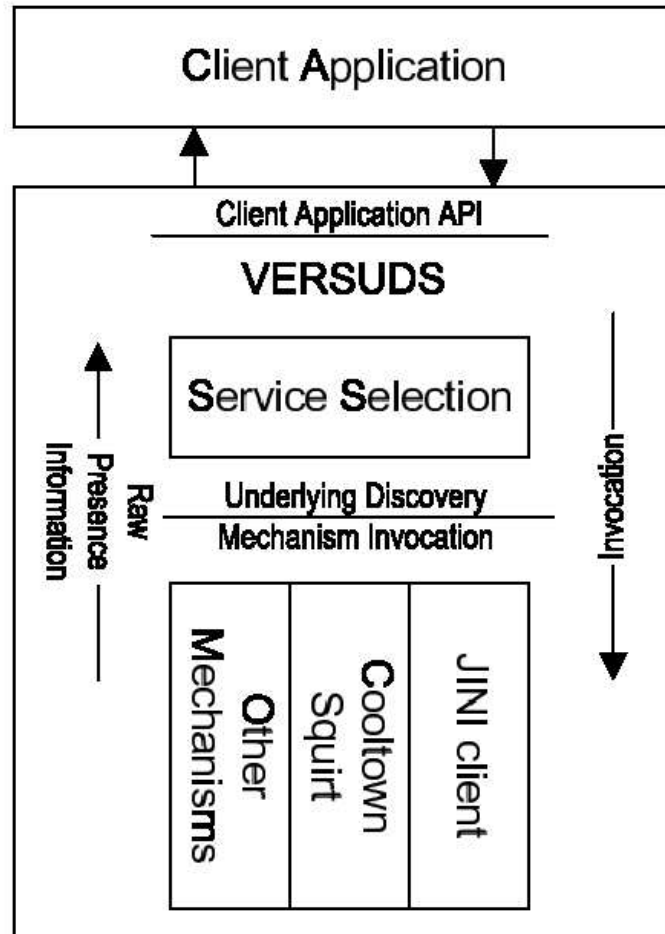 Client Application
Client Application API
VERSUDS
Service Selection
Raw
Presence
Information
Underlying Discovery
Mechanism Invocation
Invocation
Other
Mechanisms
Cooltown
Squirt
JINI client